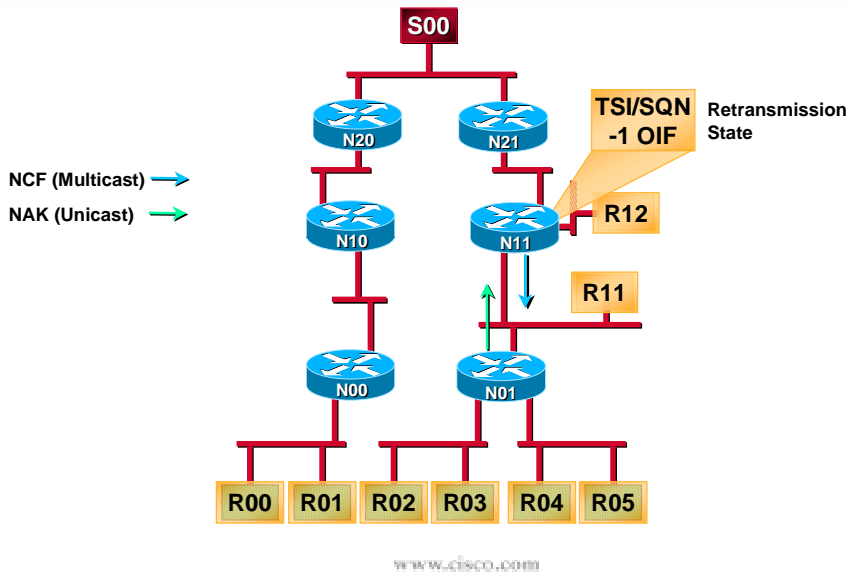 S00
N20
N21
TSI/SQN
-1 OIF
Retransmission
State
NCF (Multicast)
NAK (Unicast)
N10
N11
R12
R11
N00
N01
R00
R01
R02
R03
R04
R05
www.cisco.com